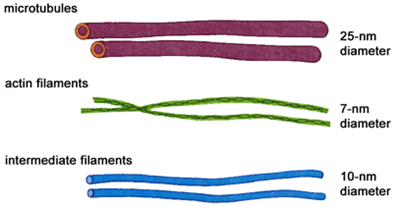 microtubules
25-nm
diameter
actin filaments
7-nm
diameter
intermediate filaments
10-nm
diameter